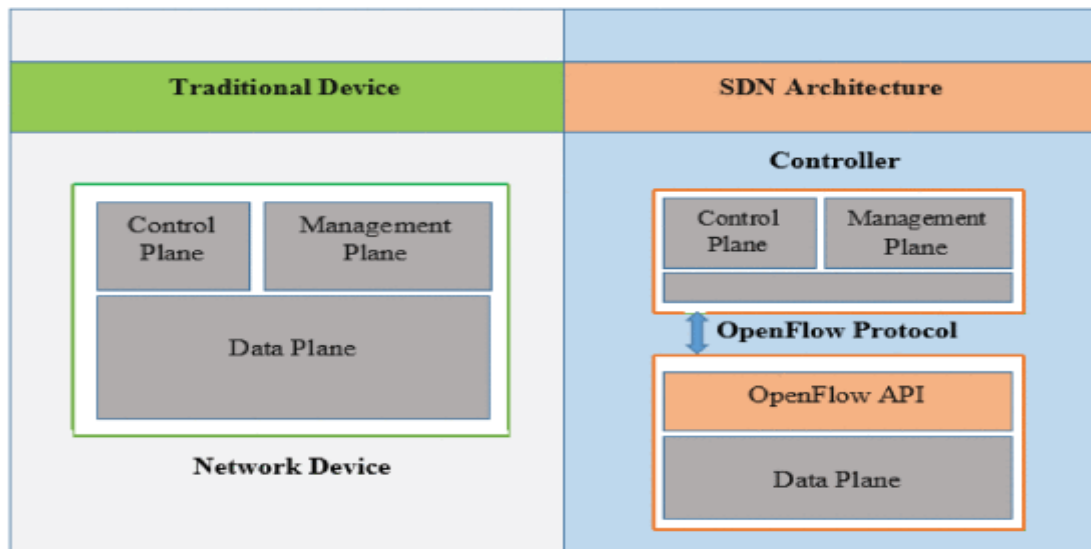 Traditional Device
SDN Architecture
Controller
Control
Plane
Management
Plane
Data Plane
Network Device
Control
Plane
Management
Plane
OpenFlow Protocol
OpenFlow API
Data Plane